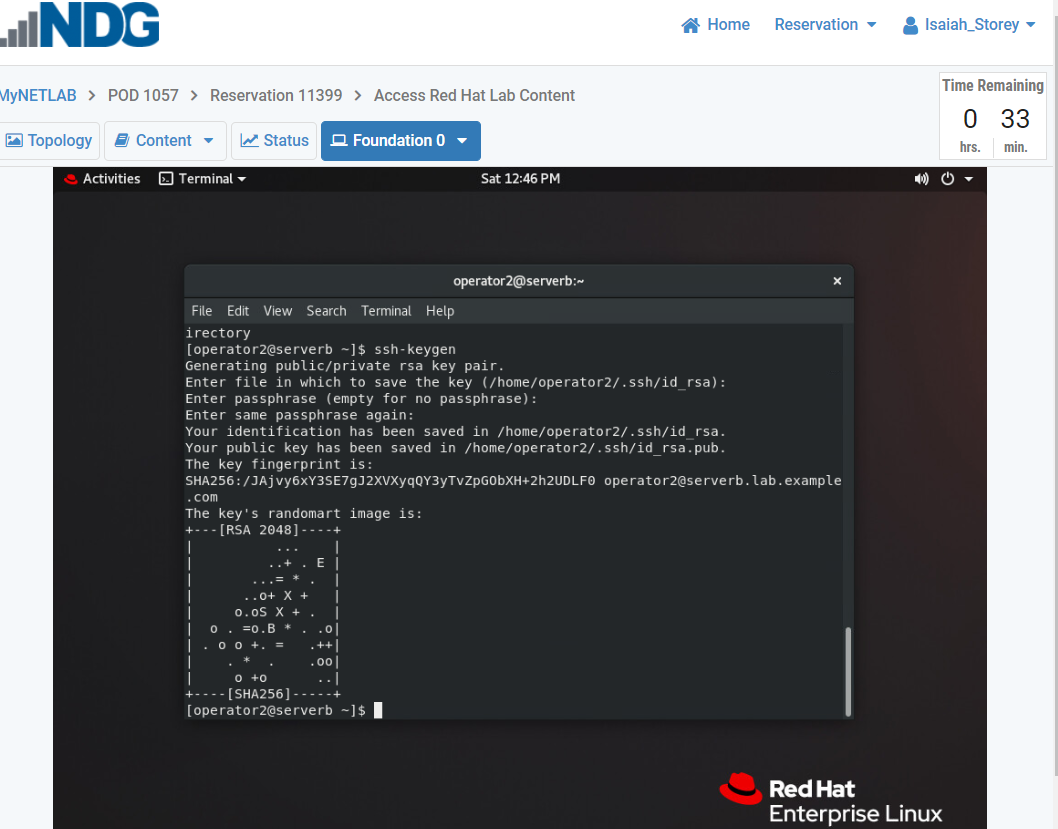 NDG
Home Reservation Isaiah_Storey
MyNETLAB > POD 1057 > Reservation 11399 > Access Red Hat Lab Content
Time Remaining
0 33
hrs. min.
Topology Content Status Foundation 0
Activities Terminal Sat 12:46 PM
operator2@serverb:~ ×
File Edit View Search Terminal Help
irectory
[operator2@serverb ~]$ ssh-keygen
Generating public/private rsa key pair.
Enter file in which to save the key (/home/operator2/.ssh/id_rsa):
Enter passphrase (empty for no passphrase):
Enter same passphrase again:
Your identification has been saved in /home/operator2/.ssh/id_rsa.
Your public key has been saved in /home/operator2/.ssh/id_rsa.pub.
The key fingerprint is:
SHA256:/JAjvy6xY3SE7gJ2XVXyqQY3yTvZpGObXH+2h2UDLF0 operator2@serverb.lab.example
.com
The key's randomart image is:
+---[RSA 2048]----+
|          ...    |
|         ..+ . E |
|       ...= * .  |
|      ..o+ X +   |
|     o.oS X + .  |
|  o . =o.B * . .o|
| . o o +. =   .++|
|    . *  .    .oo|
|     o +o      ..|
+----[SHA256]-----+
[operator2@serverb ~]$
Red Hat
Enterprise Linux